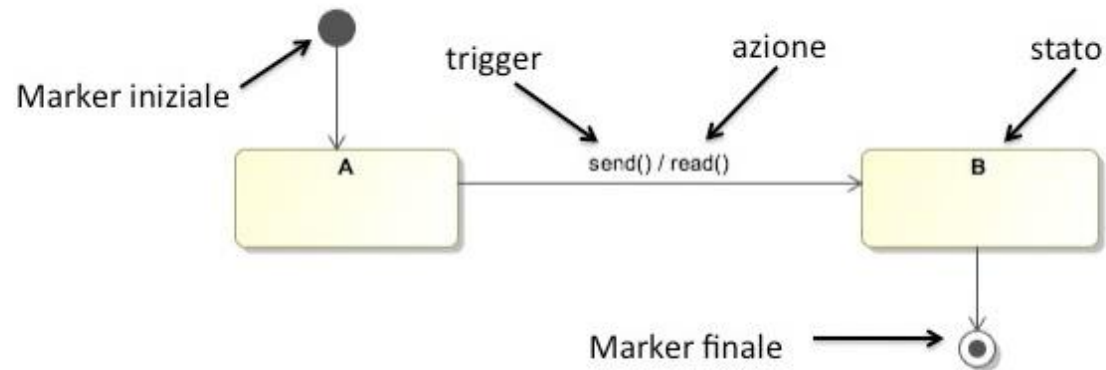 azione
trigger
stato
Marker iniziale
A
send() / read()
B
Marker finale